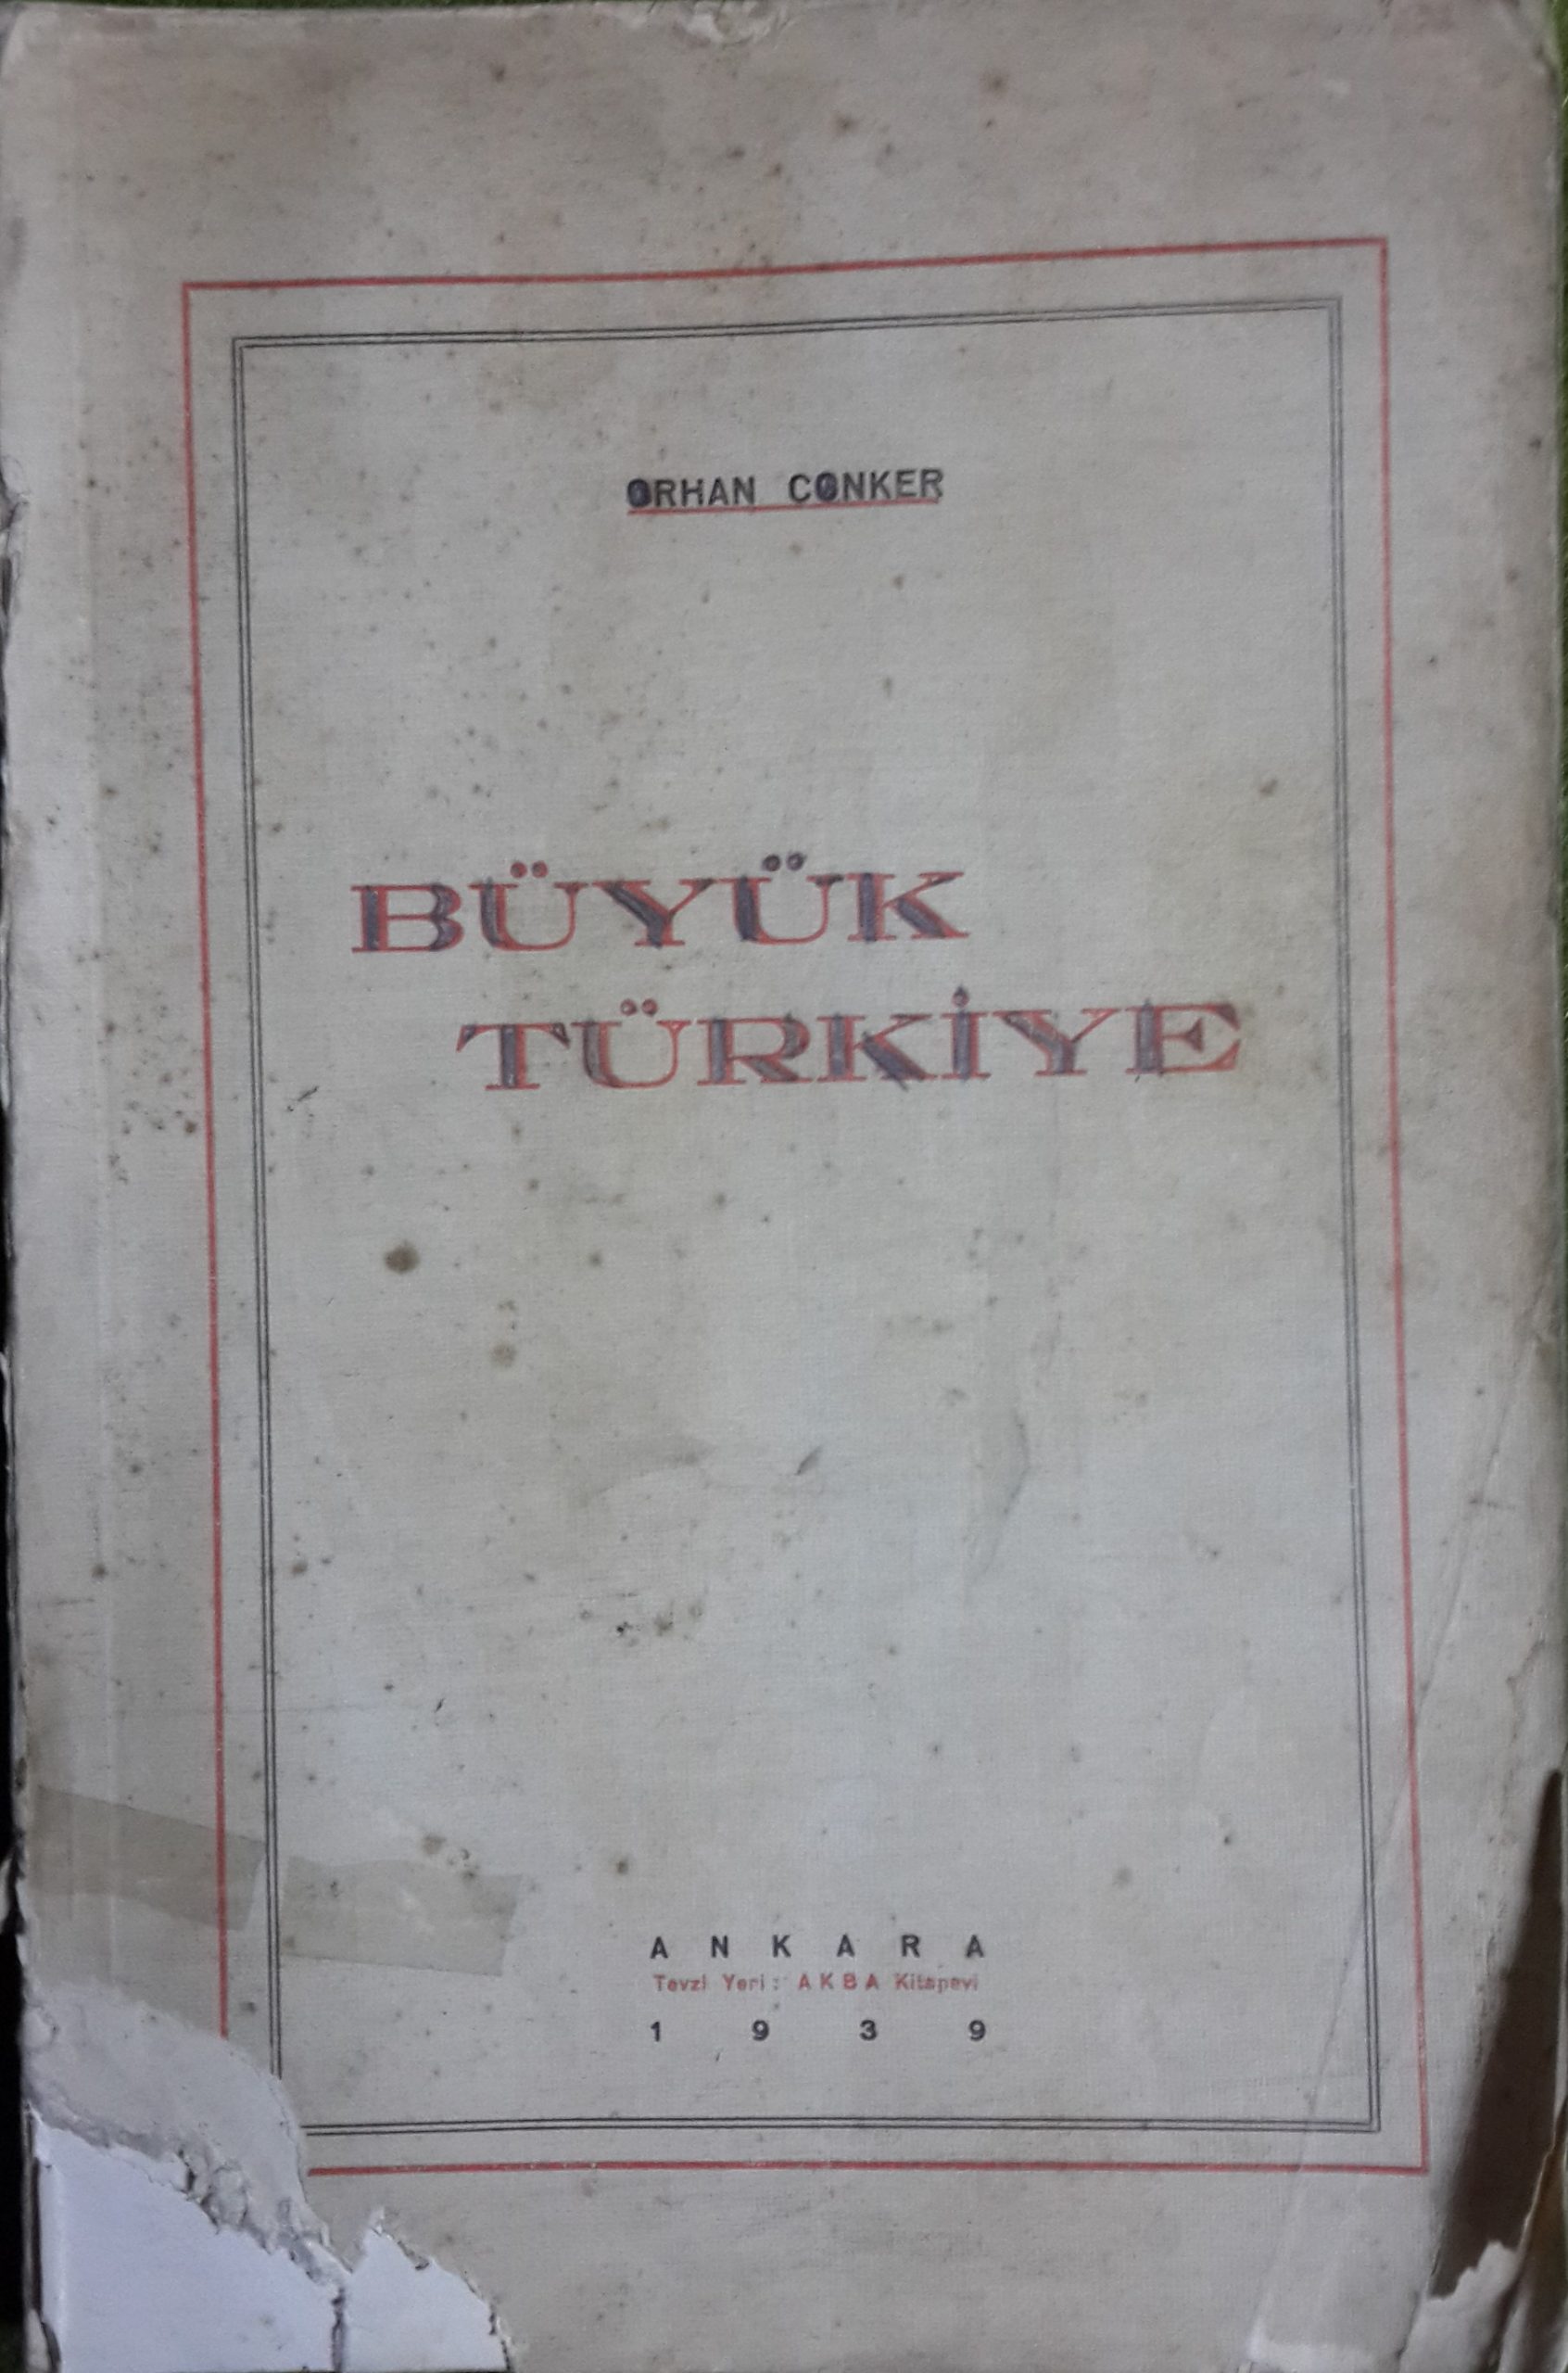 ORHAN CONKER
BÜYÜK
TÜRKİYE
ANKARA
Tevzi Yeri: AKBA Kitapevi
1939